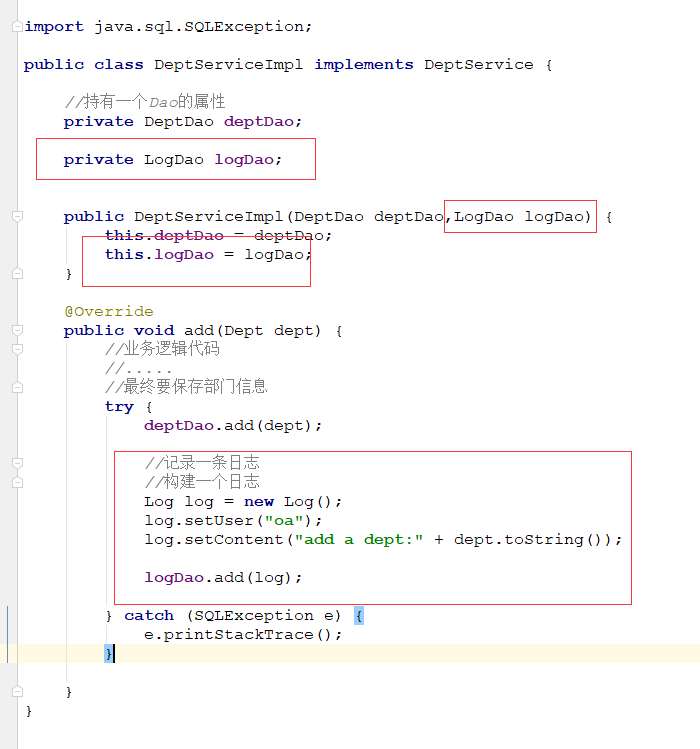 import java.sql.SQLException;
public class DeptServiceImpl implements DeptService {
//持有一个Dao的属性
private DeptDao deptDao;
private LogDao logDao;
public DeptServiceImpl(DeptDao deptDao,LogDao logDao) {
this.deptDao = deptDao;
this.logDao = logDao;
}
@Override
public void add(Dept dept) {
//业务逻辑代码
//.....
//最终要保存部门信息
try {
deptDao.add(dept);
//记录一条日志
//构建一个日志
Log log = new Log();
log.setUser("oa");
log.setContent("add a dept:" + dept.toString());
logDao.add(log);
} catch (SQLException e) {
e.printStackTrace();
}
}
}